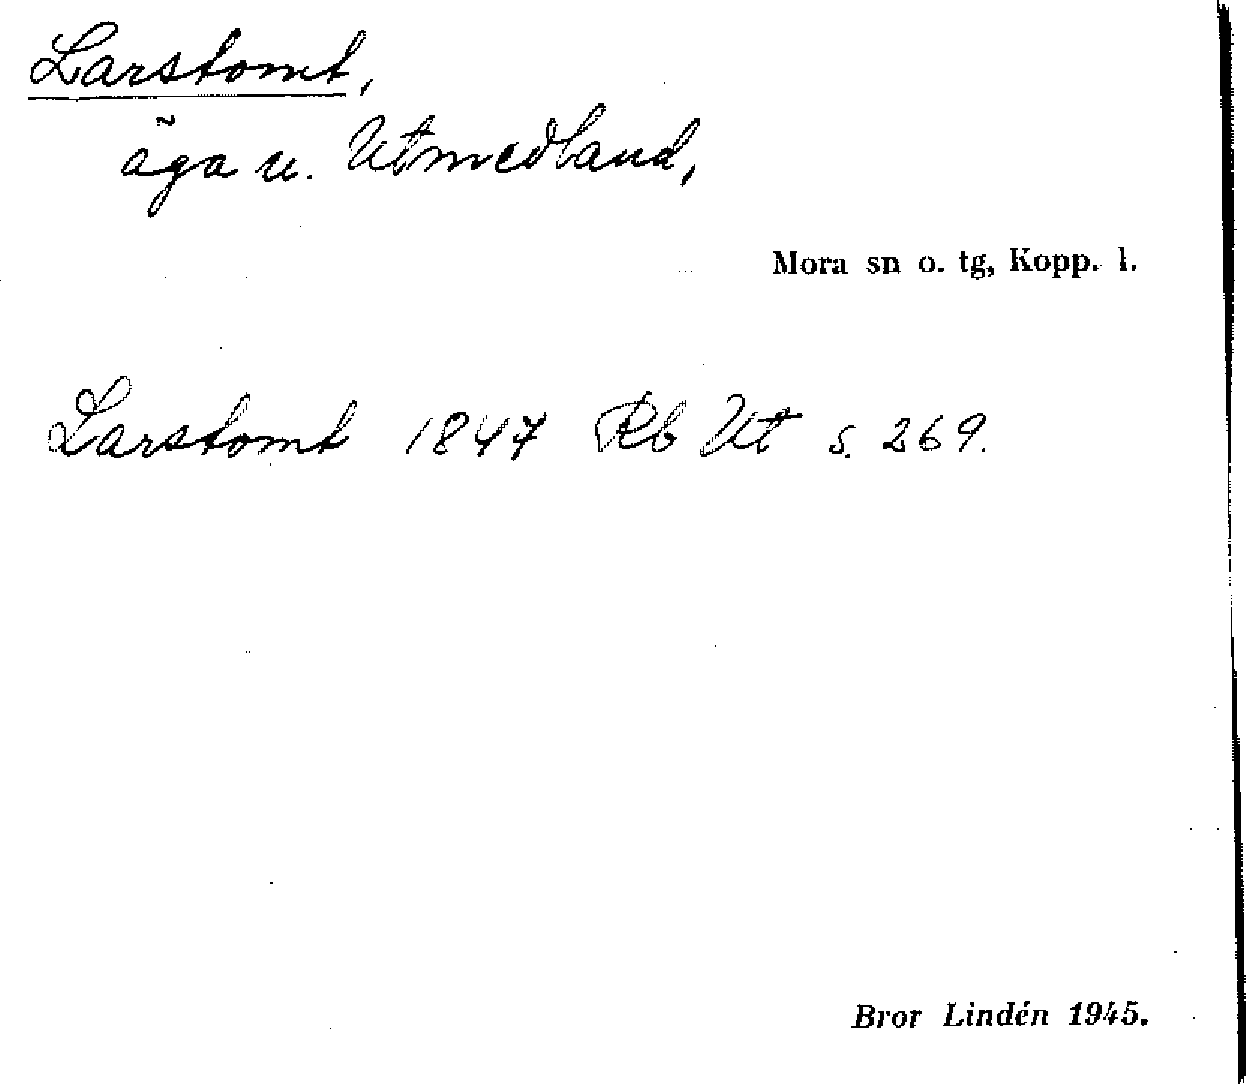 Larstomt,
äga u. Utmedland,
Mora sn o. tg, Kopp. l.
Larstomt 1847 Rb Ut s. 269.
Bror Lindén 1945.